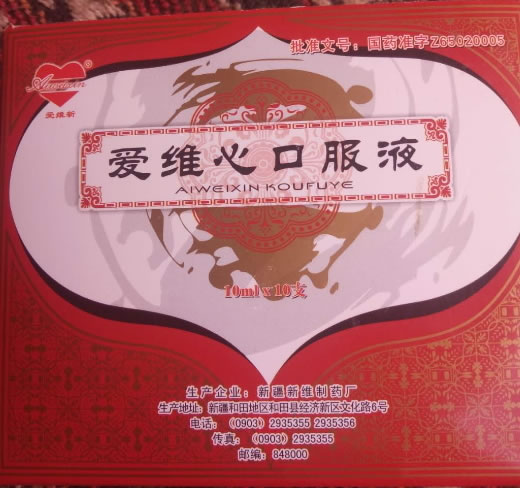 批准文号：国药准字Z65020005
Aiweixin
®
爱维新
爱维心口服液
AIWEIXIN KOUFUYE
10ml x 10支
生产企业：新疆新维制药厂
生产地址：新疆和田地区和田县经济新区文化路6号
电话：（0903）2935355 2935356
传真：（0903）2935355
邮编：848000